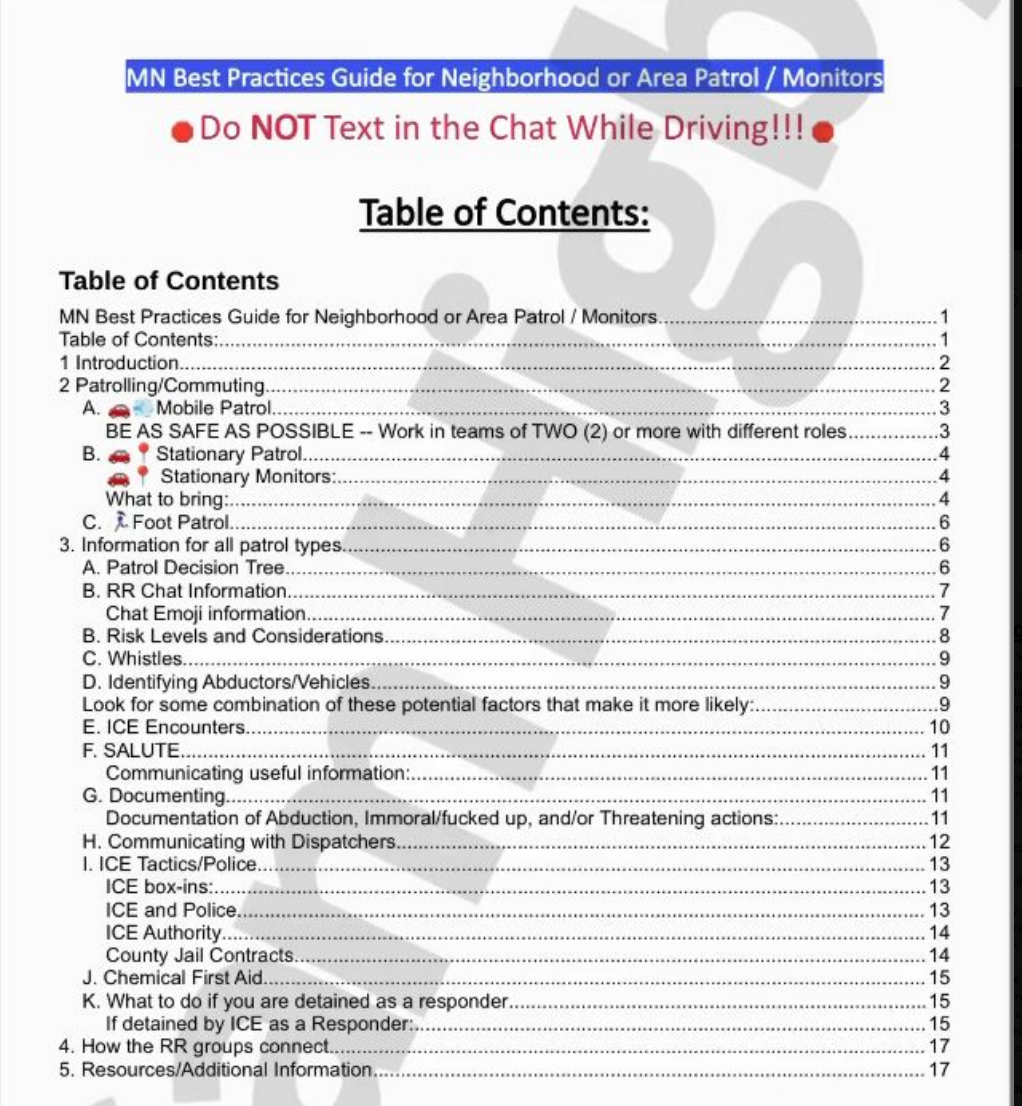 MN Best Practices Guide for Neighborhood or Area Patrol / Monitors
Do NOT Text in the Chat While Driving!!!
Table of Contents:
Table of Contents
MN Best Practices Guide for Neighborhood or Area Patrol / Monitors 1
Table of Contents: 1
1 Introduction 2
2 Patrolling/Commuting 2
A. 🚗💨 Mobile Patrol 3
BE AS SAFE AS POSSIBLE -- Work in teams of TWO (2) or more with different roles 3
B. 🚗📍 Stationary Patrol 4
🚗📍 Stationary Monitors: 4
What to bring: 4
C. 🏃‍♀️ Foot Patrol 6
3. Information for all patrol types 6
A. Patrol Decision Tree 6
B. RR Chat Information 7
Chat Emoji information 7
B. Risk Levels and Considerations 8
C. Whistles 9
D. Identifying Abductors/Vehicles 9
Look for some combination of these potential factors that make it more likely: 9
E. ICE Encounters 10
F. SALUTE 11
Communicating useful information: 11
G. Documenting 11
Documentation of Abduction, Immoral/fucked up, and/or Threatening actions: 11
H. Communicating with Dispatchers 12
I. ICE Tactics/Police 13
ICE box-ins: 13
ICE and Police 13
ICE Authority 14
County Jail Contracts 14
J. Chemical First Aid 15
K. What to do if you are detained as a responder 15
If detained by ICE as a Responder: 15
4. How the RR groups connect 17
5. Resources/Additional Information 17